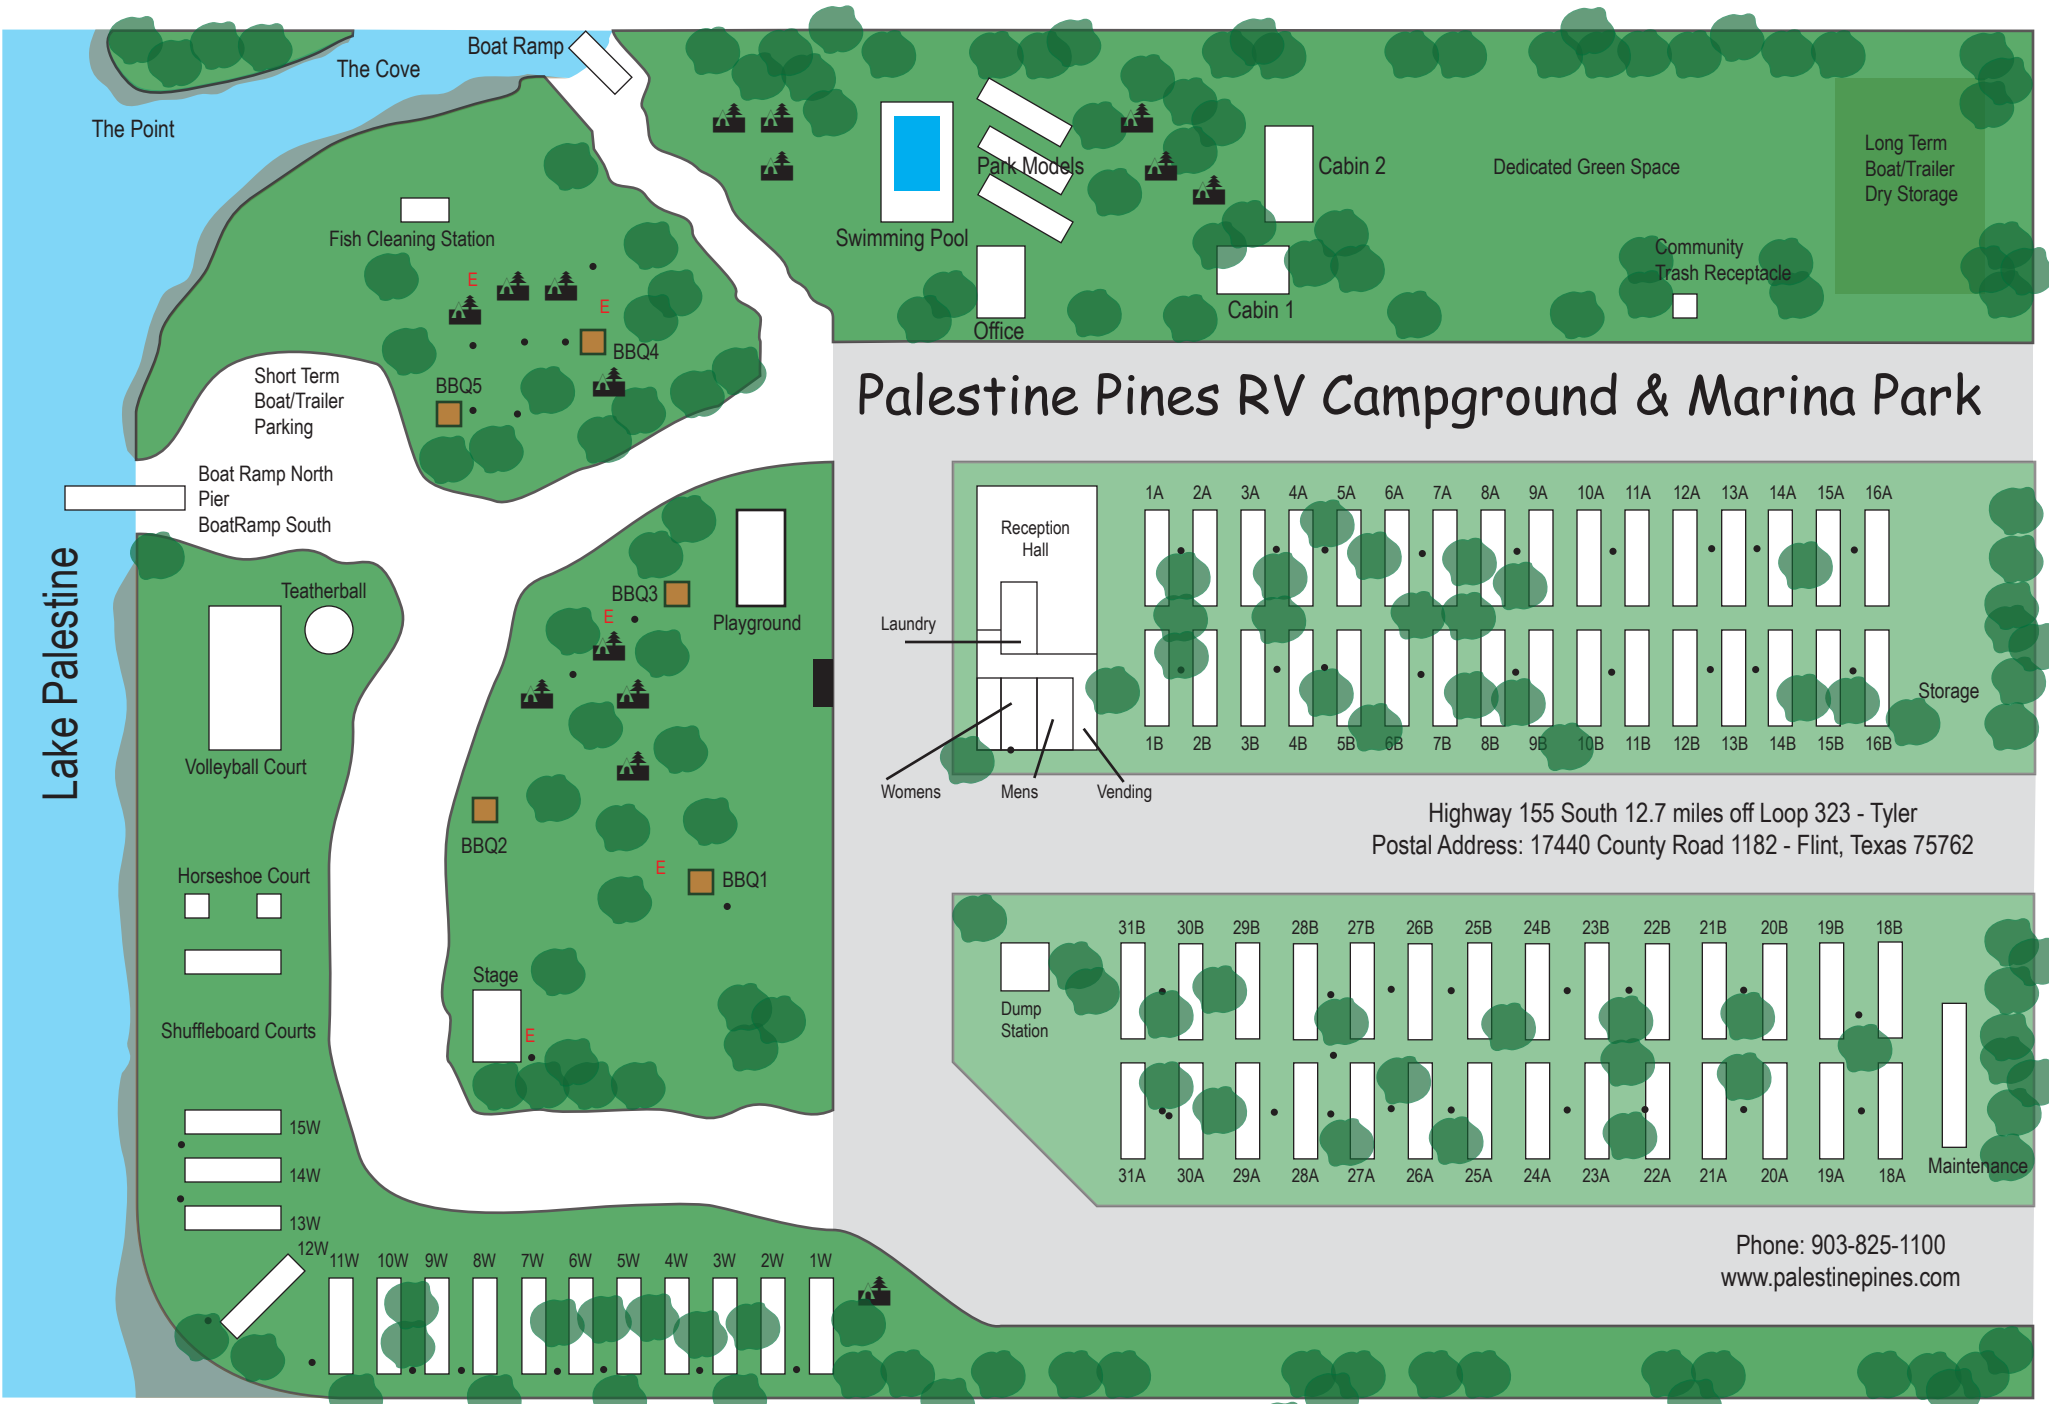 Boat Ramp
The Cove
The Point
Park Models
Cabin 2
Dedicated Green Space
Long Term
Boat/Trailer
Dry Storage
Fish Cleaning Station
Swimming Pool
Community
Trash Receptacle
E
E
Cabin 1
Office
BBQ4
BBQ5
Short Term
Boat/Trailer
Parking
Palestine Pines RV Campground & Marina Park
Boat Ramp North
Pier
BoatRamp South
Lake Palestine
Reception
Hall
1A 2A 3A 4A 5A 6A 7A 8A 9A 10A 11A 12A 13A 14A 15A 16A
Teatherball
BBQ3
E
Playground
Laundry
Storage
1B 2B 3B 4B 5B 6B 7B 8B 9B 10B 11B 12B 13B 14B 15B 16B
Volleyball Court
Womens
Mens
Vending
Highway 155 South 12.7 miles off Loop 323 - Tyler
Postal Address: 17440 County Road 1182 - Flint, Texas 75762
BBQ2
E
BBQ1
Horseshoe Court
31B 30B 29B 28B 27B 26B 25B 24B 23B 22B 21B 20B 19B 18B
Stage
Dump
Station
Shuffleboard Courts
E
15W
14W
13W
31A 30A 29A 28A 27A 26A 25A 24A 23A 22A 21A 20A 19A 18A
Maintenance
12W
11W 10W 9W 8W 7W 6W 5W 4W 3W 2W 1W
Phone: 903-825-1100
www.palestinepines.com